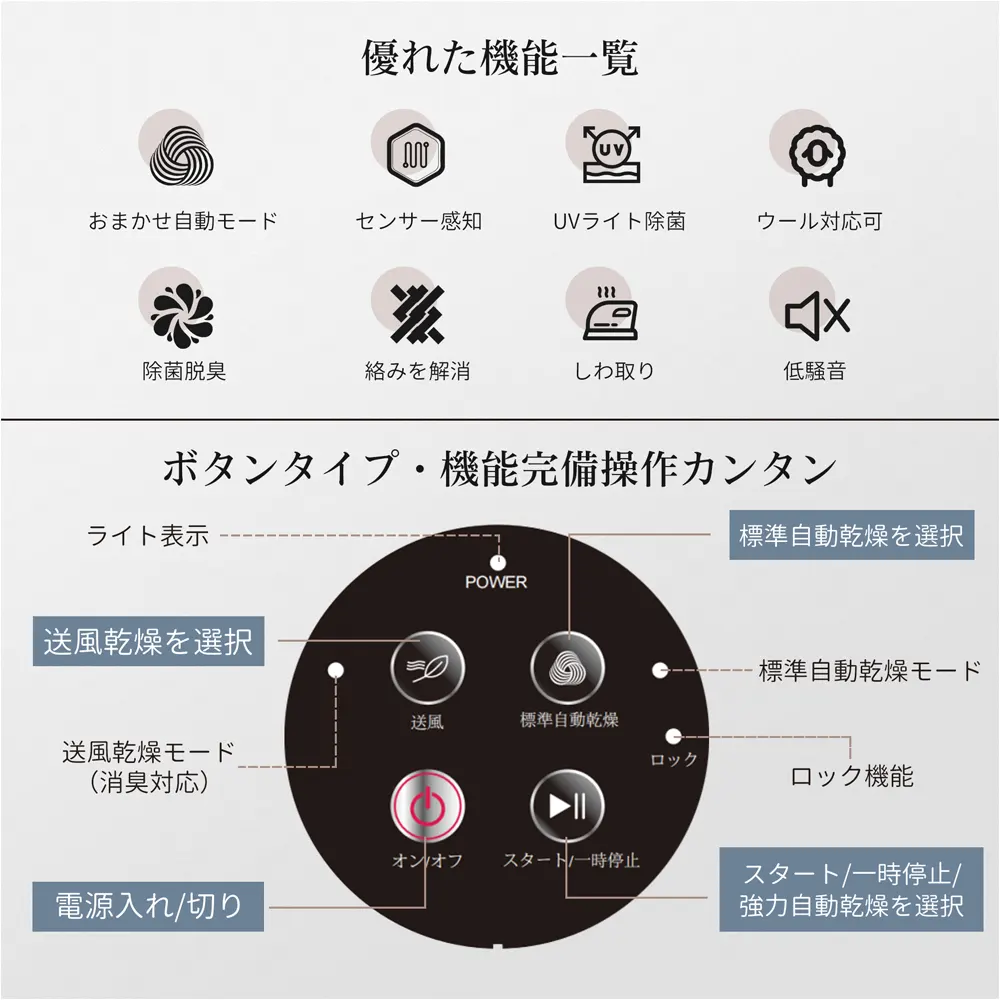 優れた機能一覧
おまかせ自動モード
センサー感知
UVライト除菌
ウール対応可
UV
除菌脱臭
絡みを解消
しわ取り
低騒音
ボタンタイプ・機能完備操作カンタン
ライト表示
標準自動乾燥を選択
POWER
送風乾燥を選択
標準自動乾燥モード
送風
標準自動乾燥
送風乾燥モード
（消臭対応）
ロック
ロック機能
オン/オフ
スタート/一時停止
電源入れ/切り
スタート/一時停止/
強力自動乾燥を選択